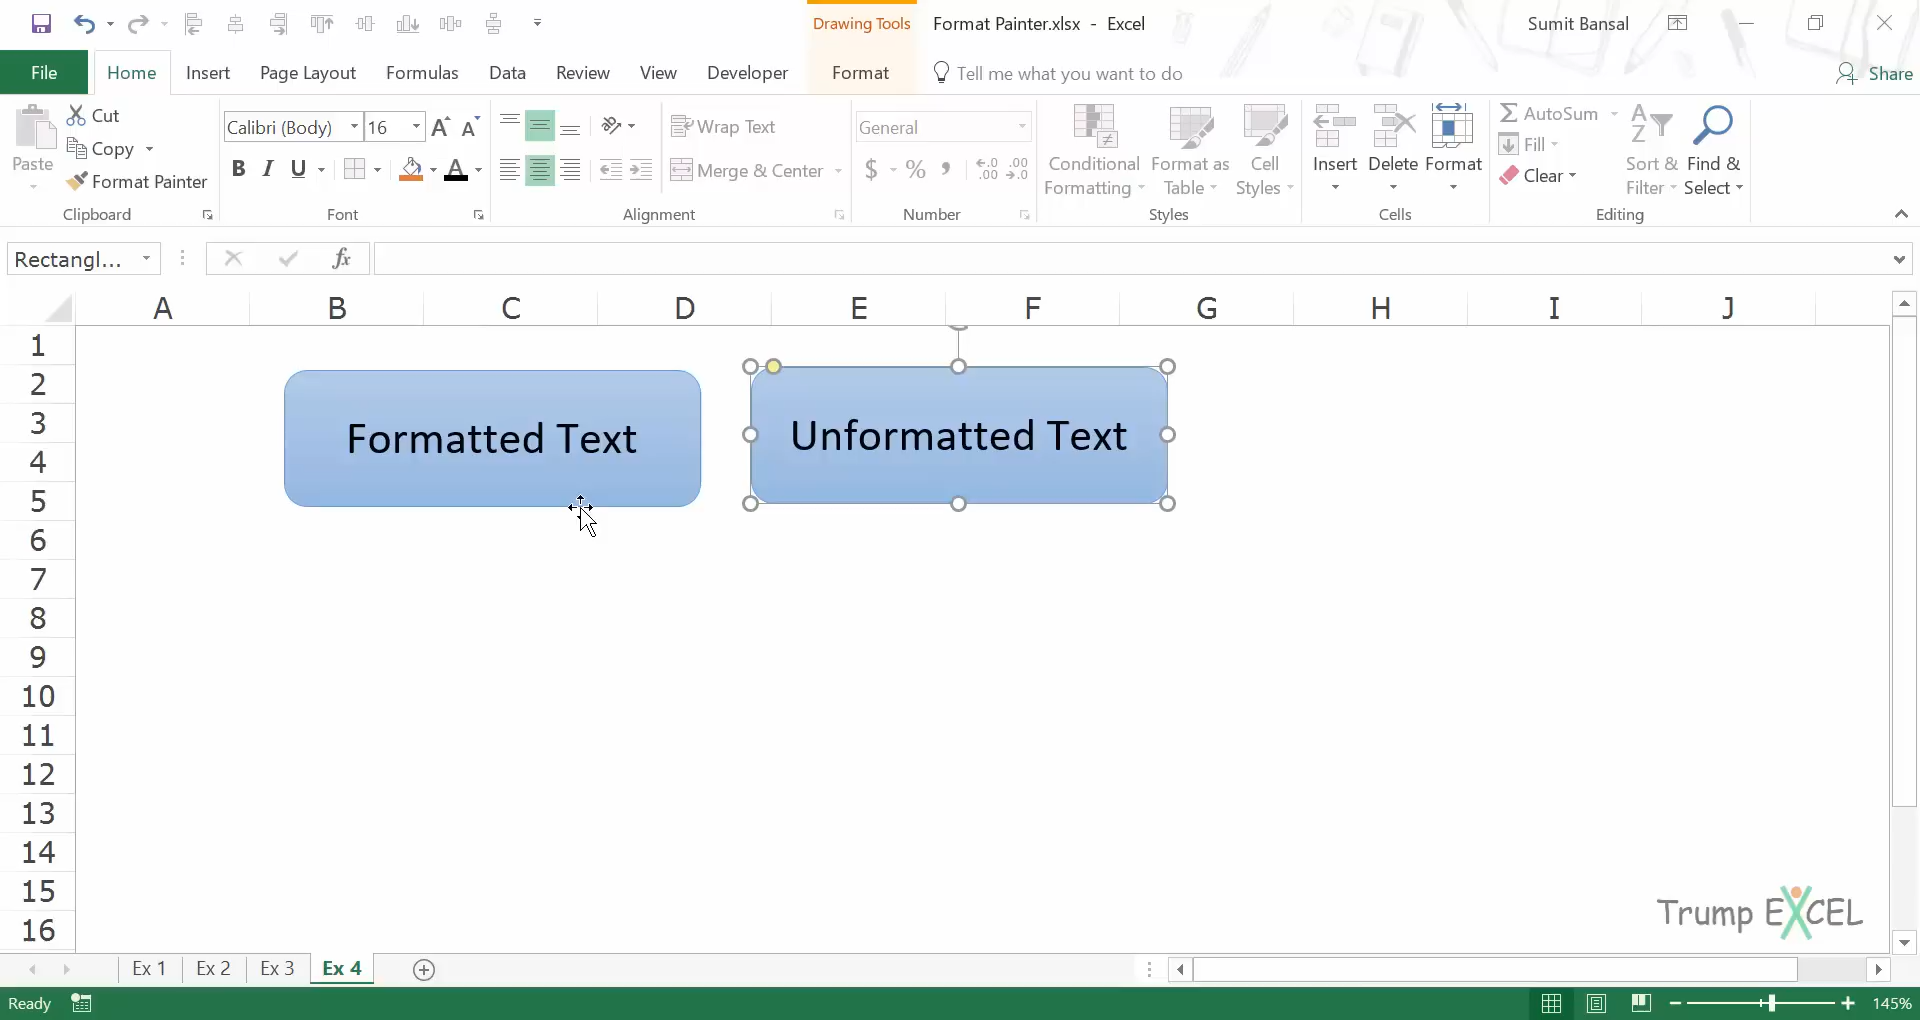 Drawing Tools Format Painter.xlsx - Excel Sumit Bansal
File Home Insert Page Layout Formulas Data Review View Developer Format Tell me what you want to do Share
Paste
Cut
Copy
Format Painter
Clipboard
Calibri (Body) 16
B I U
Font
Wrap Text
Merge & Center
Alignment
General
$ % ,
Number
Conditional
Formatting
Format as
Table
Cell
Styles
Styles
Insert
Delete
Format
Cells
AutoSum
Fill
Clear
Sort &
Filter
Find &
Select
Editing
Rectangl... fx
A B C D E F G H I J
1
2
3
4
5
6
7
8
9
10
11
12
13
14
15
16
Formatted Text
Unformatted Text
Trump EXCEL
Ex 1 Ex 2 Ex 3 Ex 4
Ready 145%